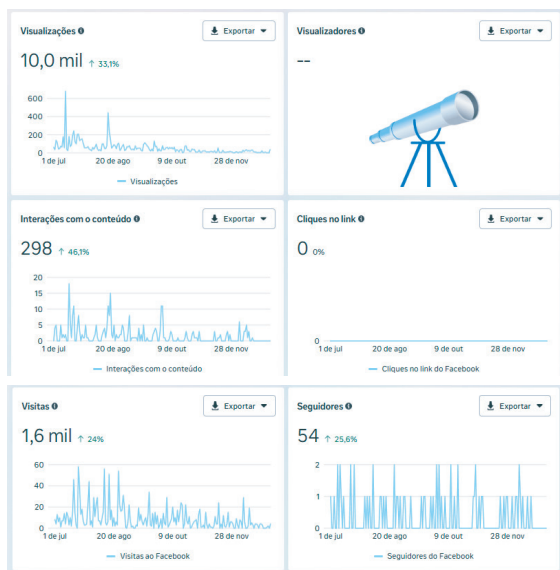 Visualizações
Exportar
10,0 mil ↑ 33,1%
600
400
200
0
1 de jul 20 de ago 9 de out 28 de nov
Visualizações
Visualizadores
Exportar
--
Interações com o conteúdo
Exportar
298 ↑ 46,1%
20
15
10
5
0
1 de jul 20 de ago 9 de out 28 de nov
Interações com o conteúdo
Cliques no link
Exportar
0 0%
0
1 de jul 20 de ago 9 de out 28 de nov
Cliques no link do Facebook
Visitas
Exportar
1,6 mil ↑ 24%
60
40
20
0
1 de jul 20 de ago 9 de out 28 de nov
Visitas ao Facebook
Seguidores
Exportar
54 ↑ 25,6%
2
1
0
1 de jul 20 de ago 9 de out 28 de nov
Seguidores do Facebook